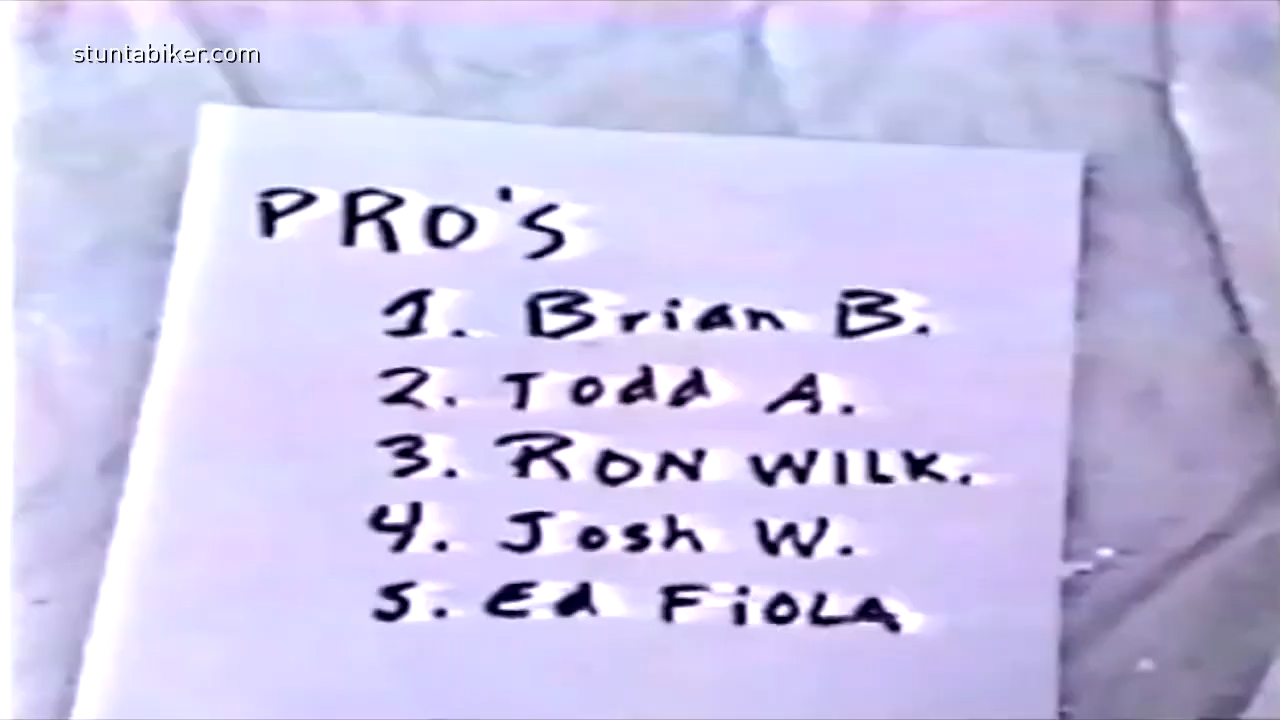 stuntabiker.com
PRO'S
1. Brian B.
2. Todd A.
3. RON WILK.
4. Josh W.
5. Ed FiOLA